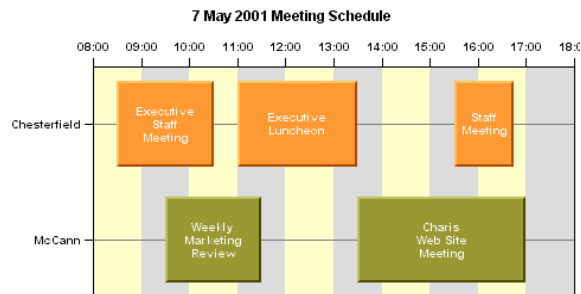 7 May 2001 Meeting Schedule
08:00 09:00 10:00 11:00 12:00 13:00 14:00 15:00 16:00 17:00 18:00
Chesterfield
Executive
Staff
Meeting
Executive
Luncheon
Staff
Meeting
McCann
Weekly
Marketing
Review
Charis
Web Site
Meeting